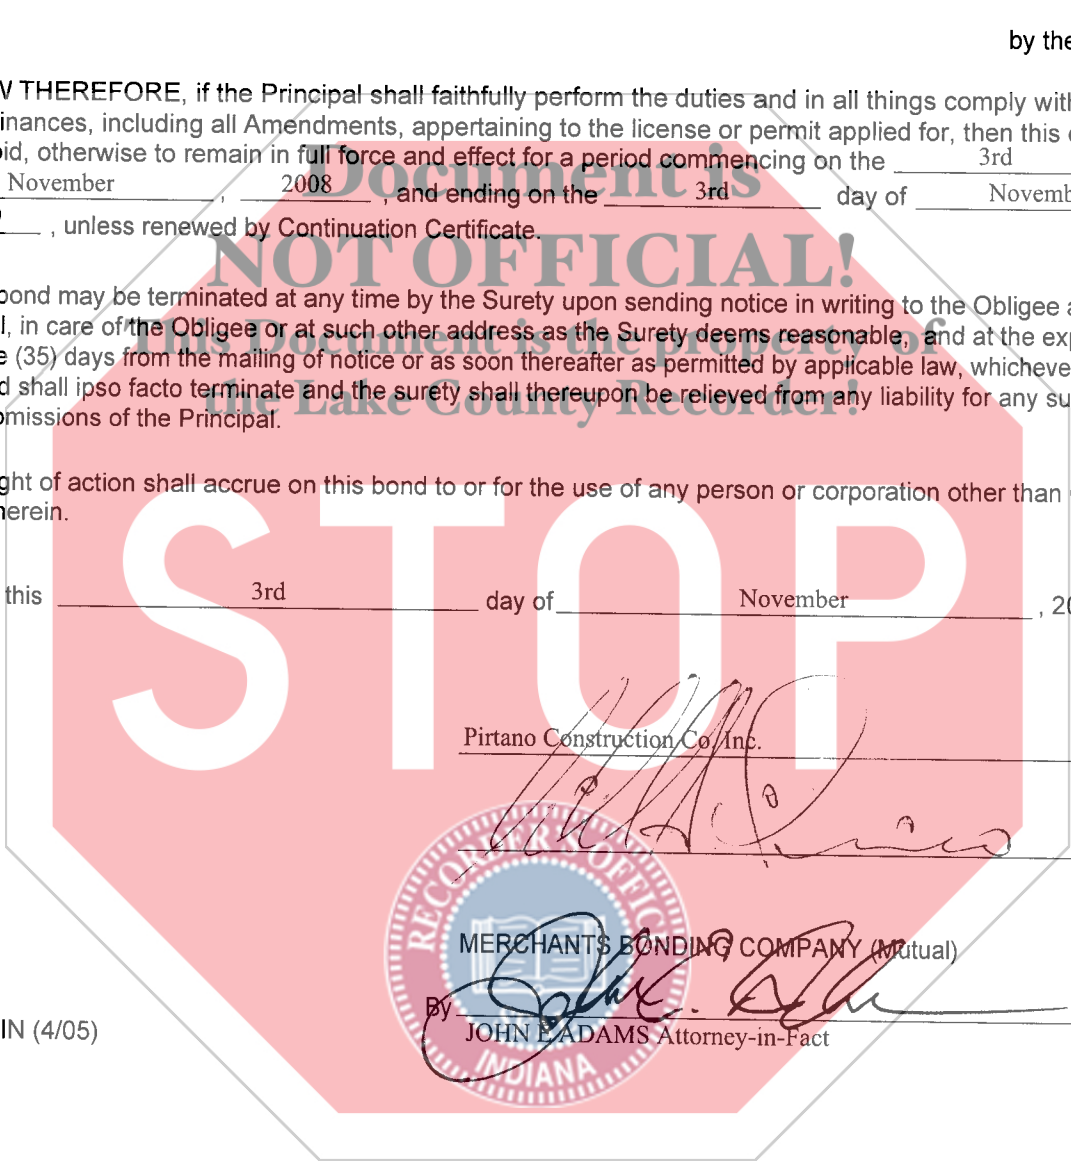 by the
W THEREFORE, if the Principal shall faithfully perform the duties and in all things comply with
inances, including all Amendments, appertaining to the license or permit applied for, then this
oid, otherwise to remain in full force and effect for a period commencing on the 3rd
November , 2008 , and ending on the 3rd day of Novemb
, unless renewed by Continuation Certificate.
Document is
NOT OFFICIAL!
This Document is the property of
the Lake County Recorder!
bond may be terminated at any time by the Surety upon sending notice in writing to the Obligee a
l, in care of the Obligee or at such other address as the Surety deems reasonable, and at the exp
e (35) days from the mailing of notice or as soon thereafter as permitted by applicable law, whicheve
d shall ipso facto terminate and the surety shall thereupon be relieved from any liability for any su
omissions of the Principal.
ght of action shall accrue on this bond to or for the use of any person or corporation other than
herein.
STOP
this 3rd day of November , 20
Pirtano Construction Co. Inc.
RECORDER'S OFFICE
MERCHANTS BONDING COMPANY (Mutual)
By
JOHN E ADAMS Attorney-in-Fact
IN (4/05)
INDIANA